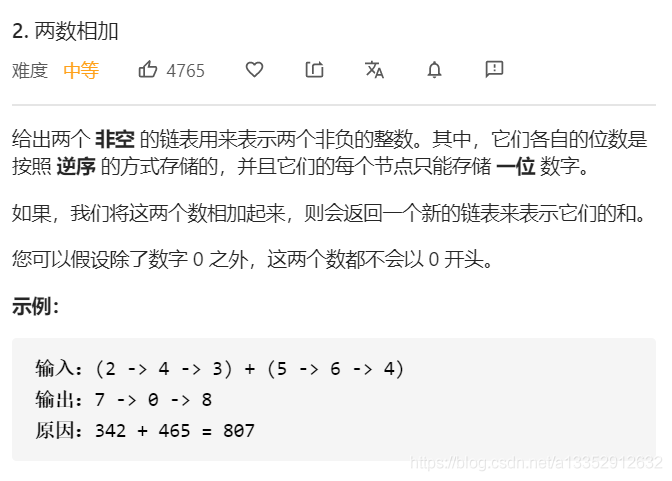 2. 两数相加
难度 中等 4765
给出两个 非空 的链表用来表示两个非负的整数。其中，它们各自的位数是
按照 逆序 的方式存储的，并且它们的每个节点只能存储 一位 数字。
如果，我们将这两个数相加起来，则会返回一个新的链表来表示它们的和。
您可以假设除了数字 0 之外，这两个数都不会以 0 开头。
示例：
输入：(2 -> 4 -> 3) + (5 -> 6 -> 4)
输出：7 -> 0 -> 8
原因：342 + 465 = 807
https://blog.csdn.net/a13352912632